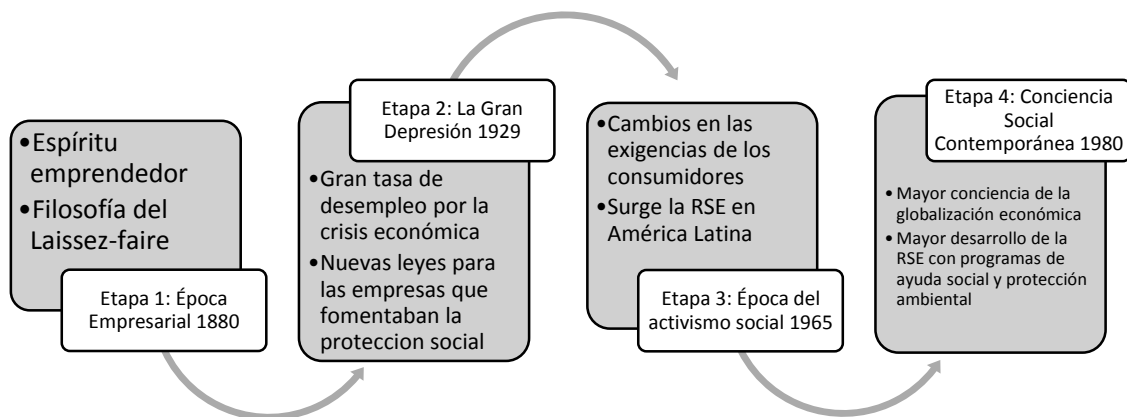 •Espíritu
emprendedor
•Filosofía del
Laissez-faire
Etapa 1: Época
Empresarial 1880
Etapa 2: La Gran
Depresión 1929
•Gran tasa de
desempleo por la
crisis económica
•Nuevas leyes para
las empresas que
fomentaban la
proteccion social
•Cambios en las
exigencias de los
consumidores
•Surge la RSE en
América Latina
Etapa 3: Época del
activismo social 1965
Etapa 4: Conciencia
Social
Contemporánea 1980
•Mayor conciencia de la
globalización económica
•Mayor desarrollo de la
RSE con programas de
ayuda social y protección
ambiental